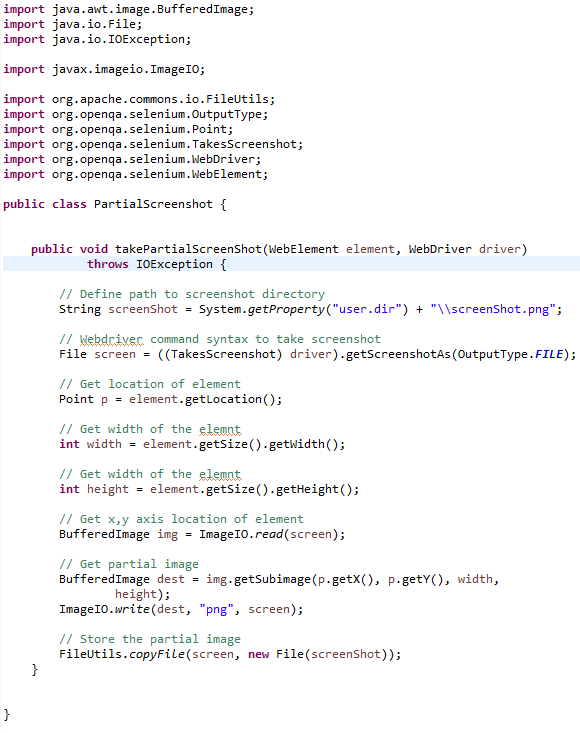 import java.awt.image.BufferedImage;
import java.io.File;
import java.io.IOException;
import javax.imageio.ImageIO;
import org.apache.commons.io.FileUtils;
import org.openqa.selenium.OutputType;
import org.openqa.selenium.Point;
import org.openqa.selenium.TakesScreenshot;
import org.openqa.selenium.WebDriver;
import org.openqa.selenium.WebElement;
public class PartialScreenshot {
public void takePartialScreenShot(WebElement element, WebDriver driver)
throws IOException {
// Define path to screenshot directory
String screenShot = System.getProperty("user.dir") + "\\screenShot.png";
// Webdriver command syntax to take screenshot
File screen = ((TakesScreenshot) driver).getScreenshotAs(OutputType.FILE);
// Get location of element
Point p = element.getLocation();
// Get width of the elemnt
int width = element.getSize().getWidth();
// Get width of the elemnt
int height = element.getSize().getHeight();
// Get x,y axis location of element
BufferedImage img = ImageIO.read(screen);
// Get partial image
BufferedImage dest = img.getSubimage(p.getX(), p.getY(), width,
height);
ImageIO.write(dest, "png", screen);
// Store the partial image
FileUtils.copyFile(screen, new File(screenShot));
}
}